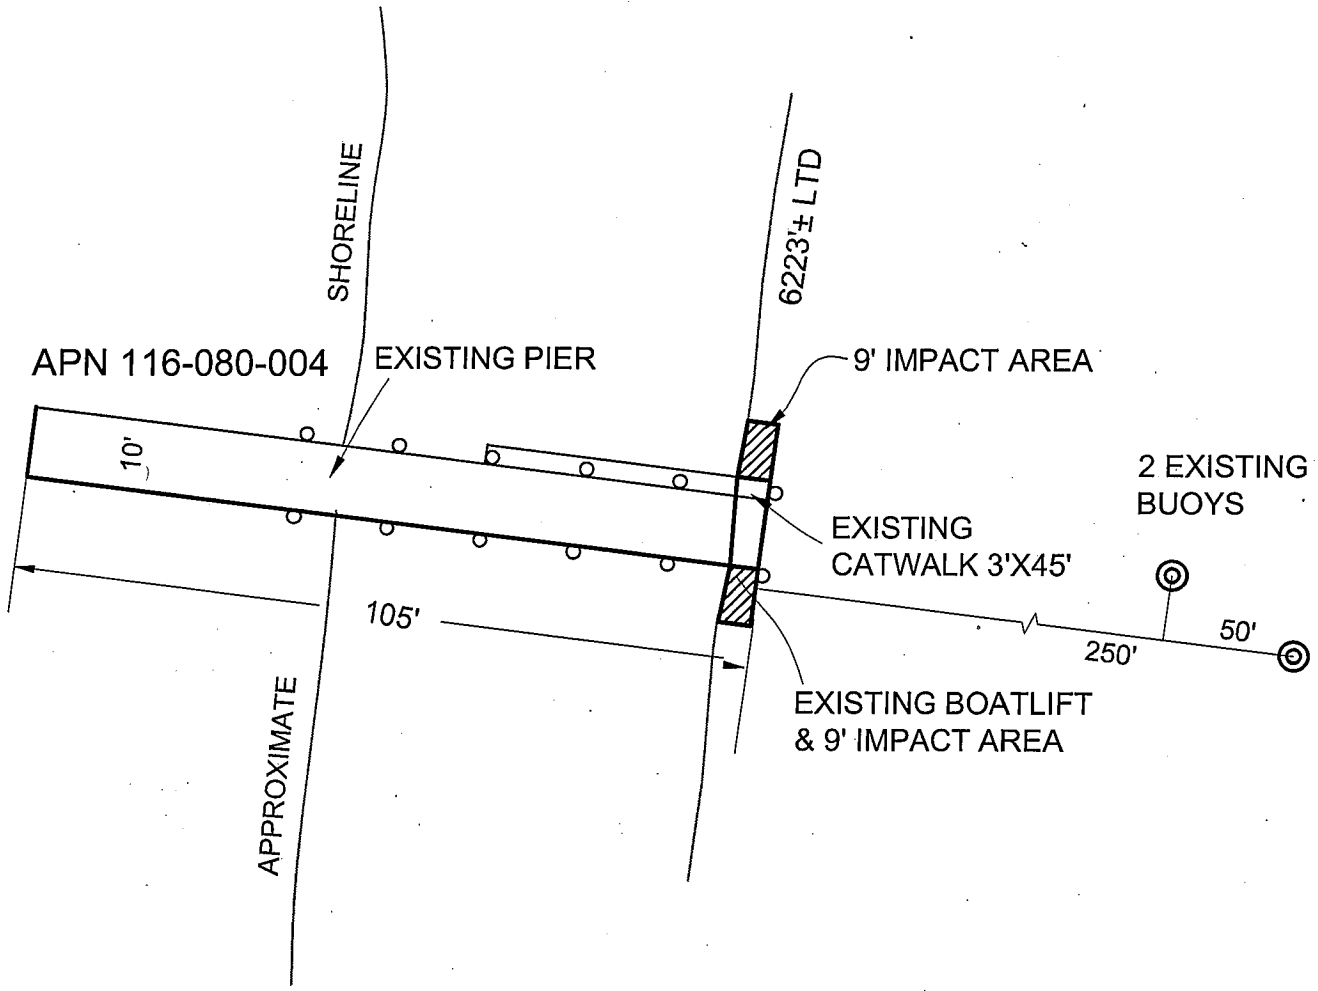 SHORELINE
6223'± LTD
APN 116-080-004
EXISTING PIER
9' IMPACT AREA
10'
2 EXISTING
BUOYS
EXISTING
CATWALK 3'X45'
105'
50'
250'
EXISTING BOATLIFT
& 9' IMPACT AREA
APPROXIMATE